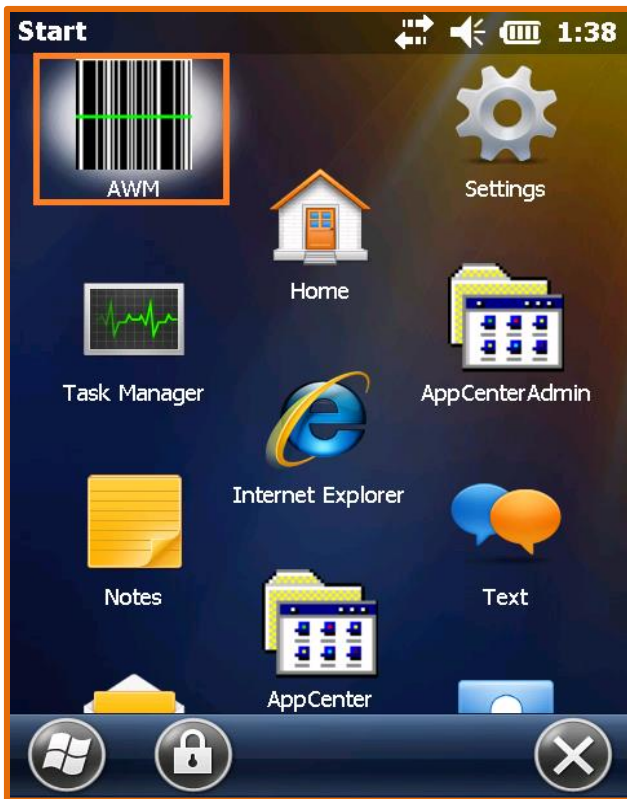 Start 1:38
AWM
Settings
Home
Task Manager
AppCenterAdmin
Internet Explorer
Notes
Text
AppCenter